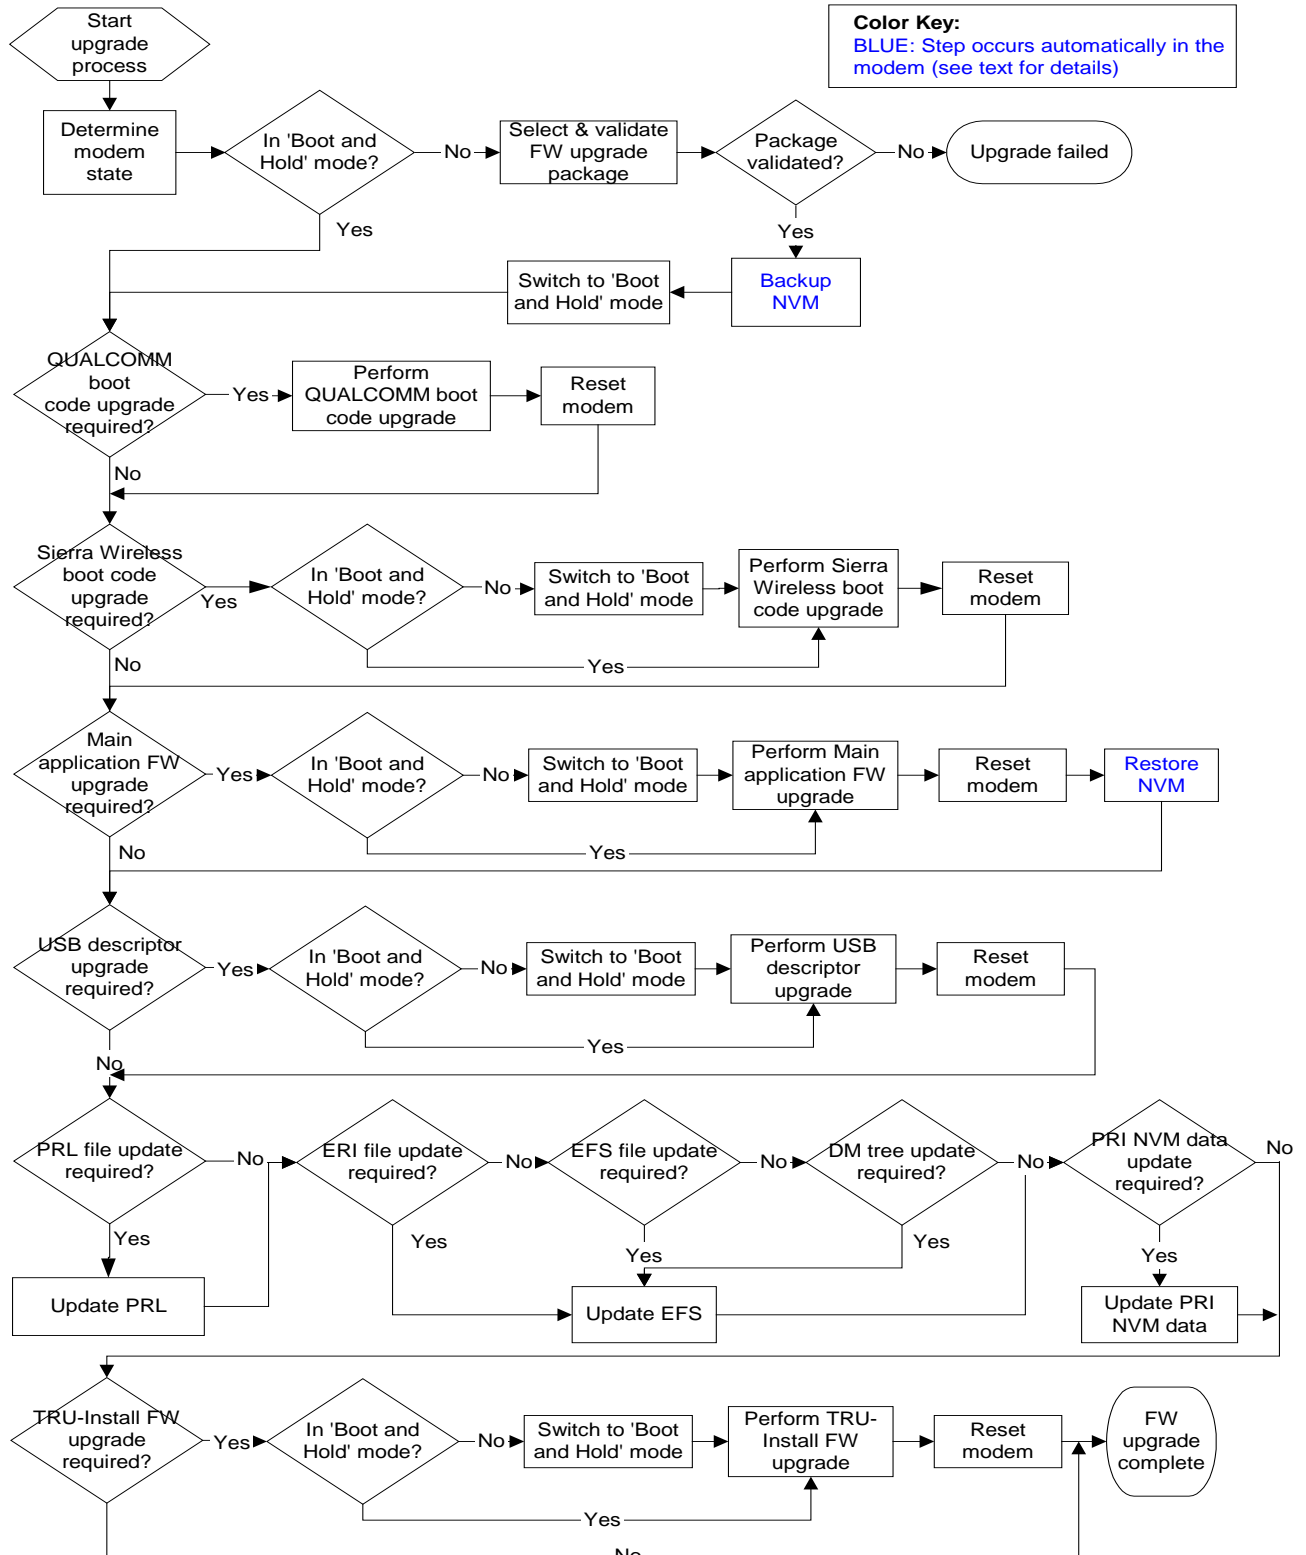 Start
upgrade
process
Color Key:
BLUE: Step occurs automatically in the
modem (see text for details)
Determine
modem
state
In 'Boot and
Hold' mode?
No
Select & validate
FW upgrade
package
Package
validated?
No
Upgrade failed
Yes
Yes
Switch to 'Boot
and Hold' mode
Backup
NVM
QUALCOMM
boot
code upgrade
required?
Yes
Perform
QUALCOMM boot
code upgrade
Reset
modem
No
Sierra Wireless
boot code
upgrade
required?
Yes
In 'Boot and
Hold' mode?
No
Switch to 'Boot
and Hold' mode
Perform Sierra
Wireless boot
code upgrade
Reset
modem
Yes
No
Main
application FW
upgrade
required?
Yes
In 'Boot and
Hold' mode?
No
Switch to 'Boot
and Hold' mode
Perform Main
application FW
upgrade
Reset
modem
Restore
NVM
Yes
No
USB descriptor
upgrade
required?
Yes
In 'Boot and
Hold' mode?
No
Switch to 'Boot
and Hold' mode
Perform USB
descriptor
upgrade
Reset
modem
Yes
No
PRL file update
required?
No
ERI file update
required?
No
EFS file update
required?
No
DM tree update
required?
No
PRI NVM data
update
required?
No
Yes
Yes
Yes
Yes
Yes
Update PRL
Update EFS
Update PRI
NVM data
TRU-Install FW
upgrade
required?
Yes
In 'Boot and
Hold' mode?
No
Switch to 'Boot
and Hold' mode
Perform TRU-
Install FW
upgrade
Reset
modem
FW
upgrade
complete
Yes
No